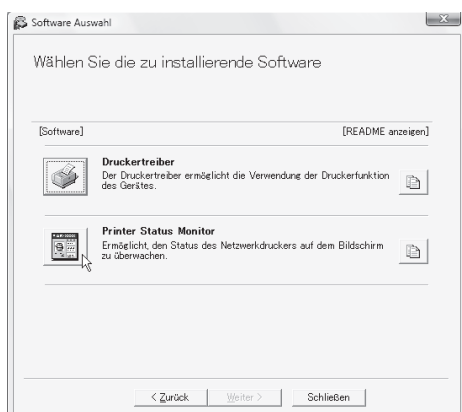 Software Auswahl
Wählen Sie die zu installierende Software
[Software] [README anzeigen]
Druckertreiber
Der Druckertreiber ermöglicht die Verwendung der Druckerfunktion
des Gerätes.
Printer Status Monitor
Ermöglicht, den Status des Netzwerkdruckers auf dem Bildschirm
zu überwachen.
< Zurück Weiter > Schließen